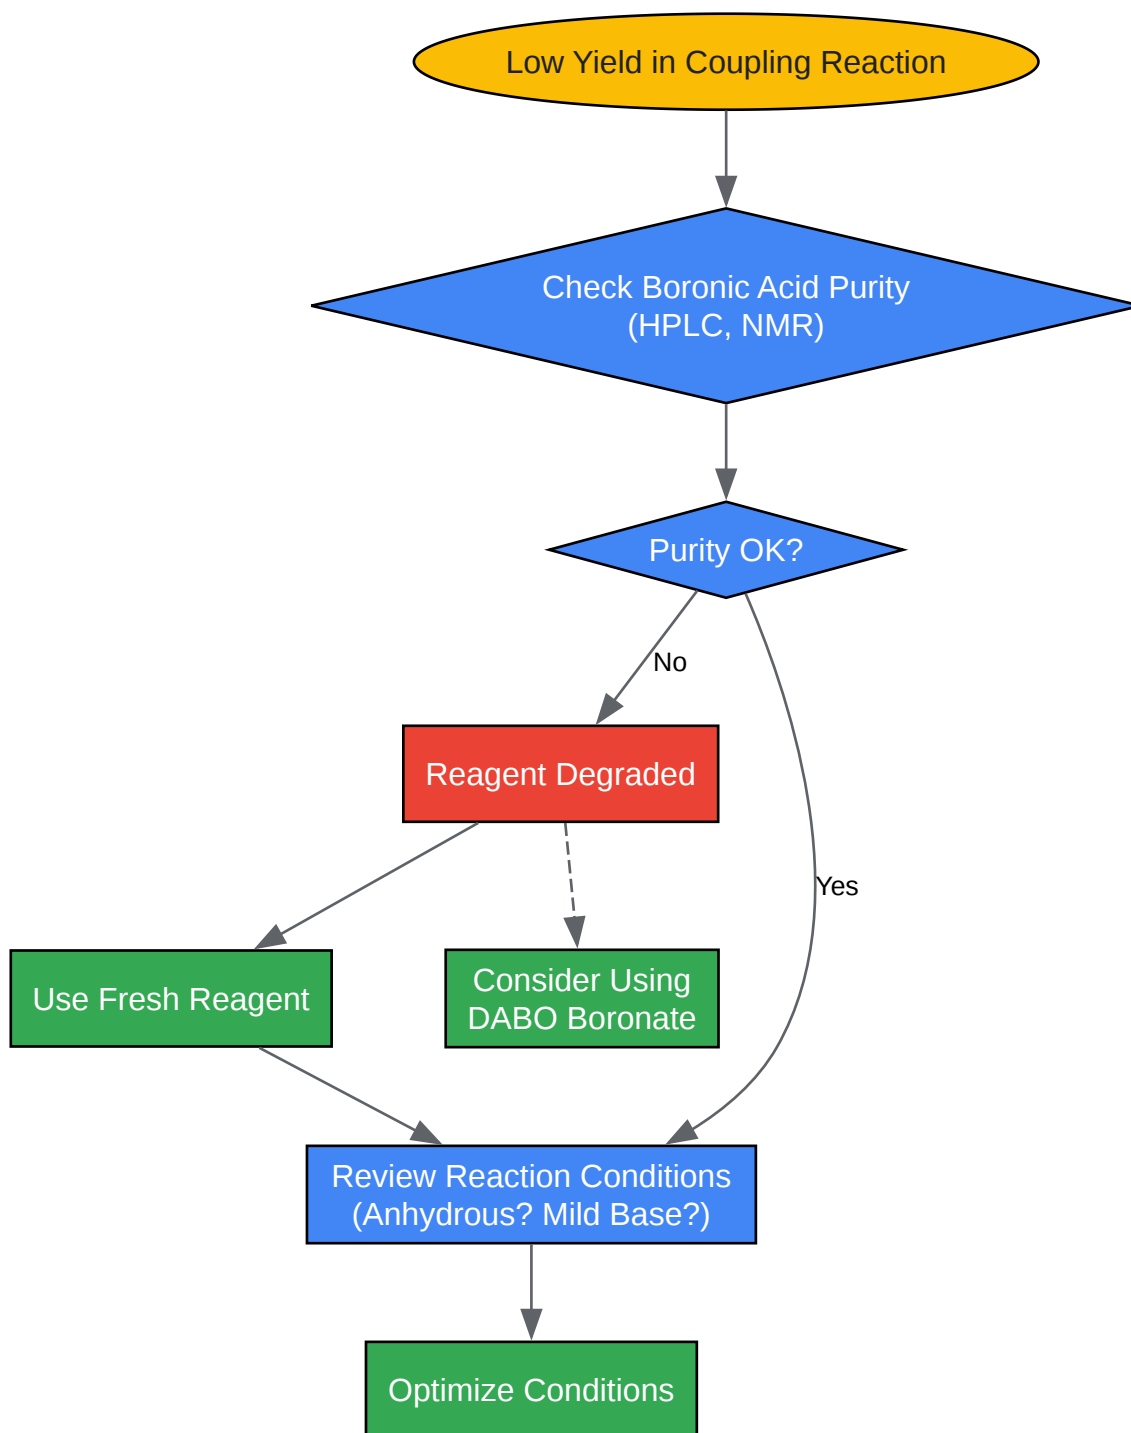 Low Yield in Coupling Reaction
Check Boronic Acid Purity
(HPLC, NMR)
Purity OK?
No
Reagent Degraded
Yes
Use Fresh Reagent
Consider Using
DABO Boronate
Review Reaction Conditions
(Anhydrous? Mild Base?)
Optimize Conditions